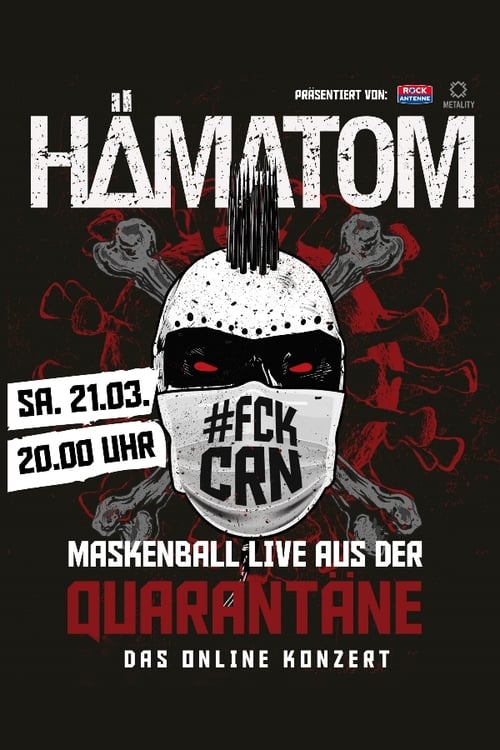 PRÄSENTIERT VON:
ROCK
ANTENNE
METALITY
HÄMATOM
SA. 21.03.
20.00 UHR
#FCK
CRN
MASKENBALL LIVE AUS DER
QUARANTÄNE
DAS ONLINE KONZERT